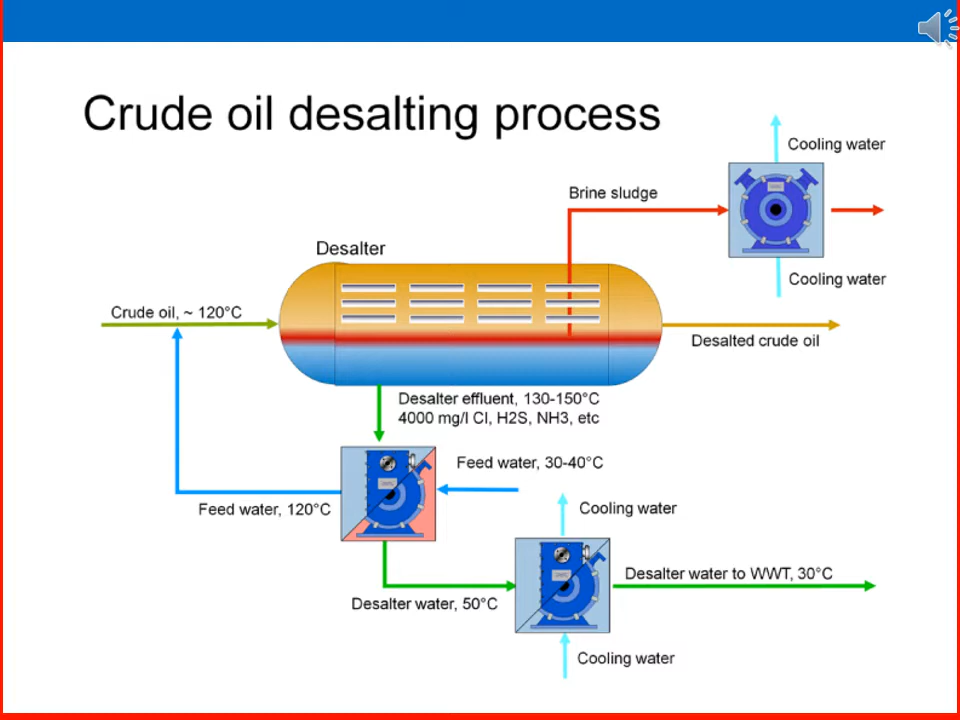 Crude oil desalting process
Cooling water
Brine sludge
Desalter
Cooling water
Crude oil, ~ 120°C
Desalted crude oil
Desalter effluent, 130-150°C
4000 mg/l Cl, H2S, NH3, etc
Feed water, 30-40°C
Feed water, 120°C
Cooling water
Desalter water to WWT, 30°C
Desalter water, 50°C
Cooling water